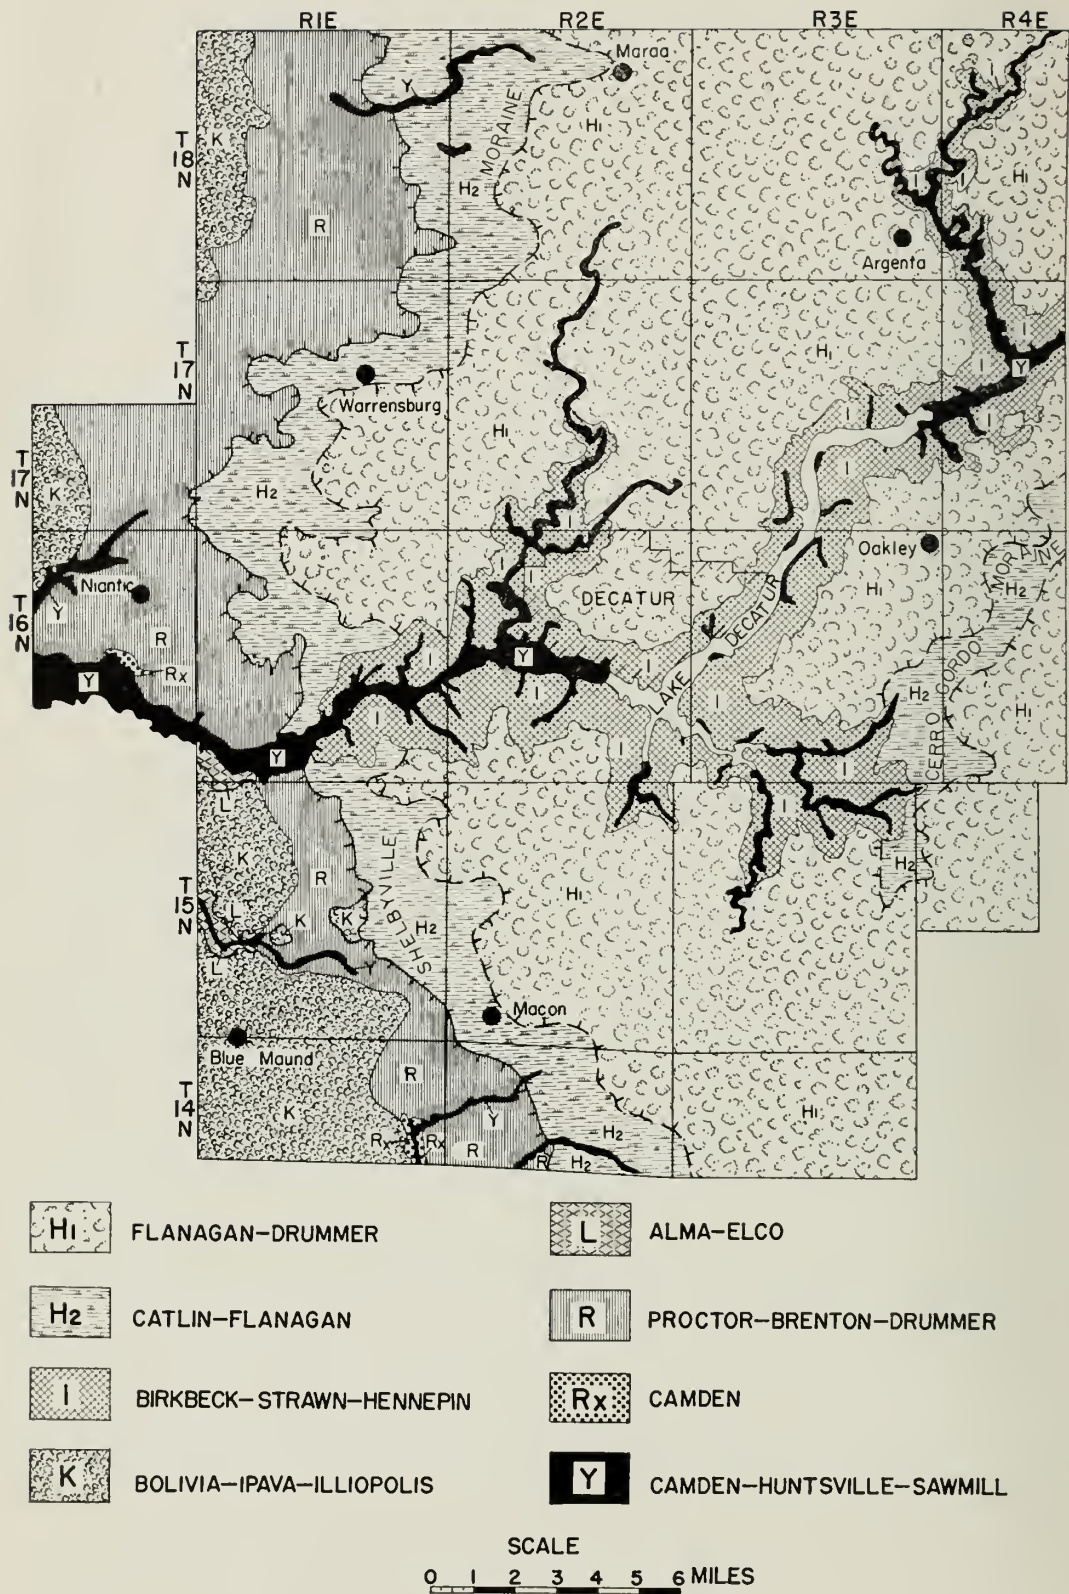 R1E R2E R3E R4E
Maroa
Y
MORAINE
H1
I
T
18
N
K
H2
I I H1
R
Argenta
T
17
N
H1
I
I Y
Warrensburg
H1
I
I
T
17
N
K
H2
I
I
Oakley
MORAINE
Niantic
I I
DECATUR
H1
H2
T
16
N
Y
R
DECATUR
Rx
Y
I
Y
I
LAKE
H2
CERRO GORDO
H1
Y
I
I
I
I
L
I
I
K
R
SHELBYVILLE
H2
T
15
N
L
K K
H2
H1
L
Macon
Blue Mound
T
14
N
K
R
Y
H1
Rx Rx
R
R
H2
H2
H1 FLANAGAN–DRUMMER
L ALMA–ELCO
H2 CATLIN–FLANAGAN
R PROCTOR–BRENTON–DRUMMER
I BIRKBECK–STRAWN–HENNEPIN
Rx CAMDEN
K BOLIVIA–IPAVA–ILLIOPOLIS
Y CAMDEN–HUNTSVILLE–SAWMILL
SCALE
0 1 2 3 4 5 6 MILES